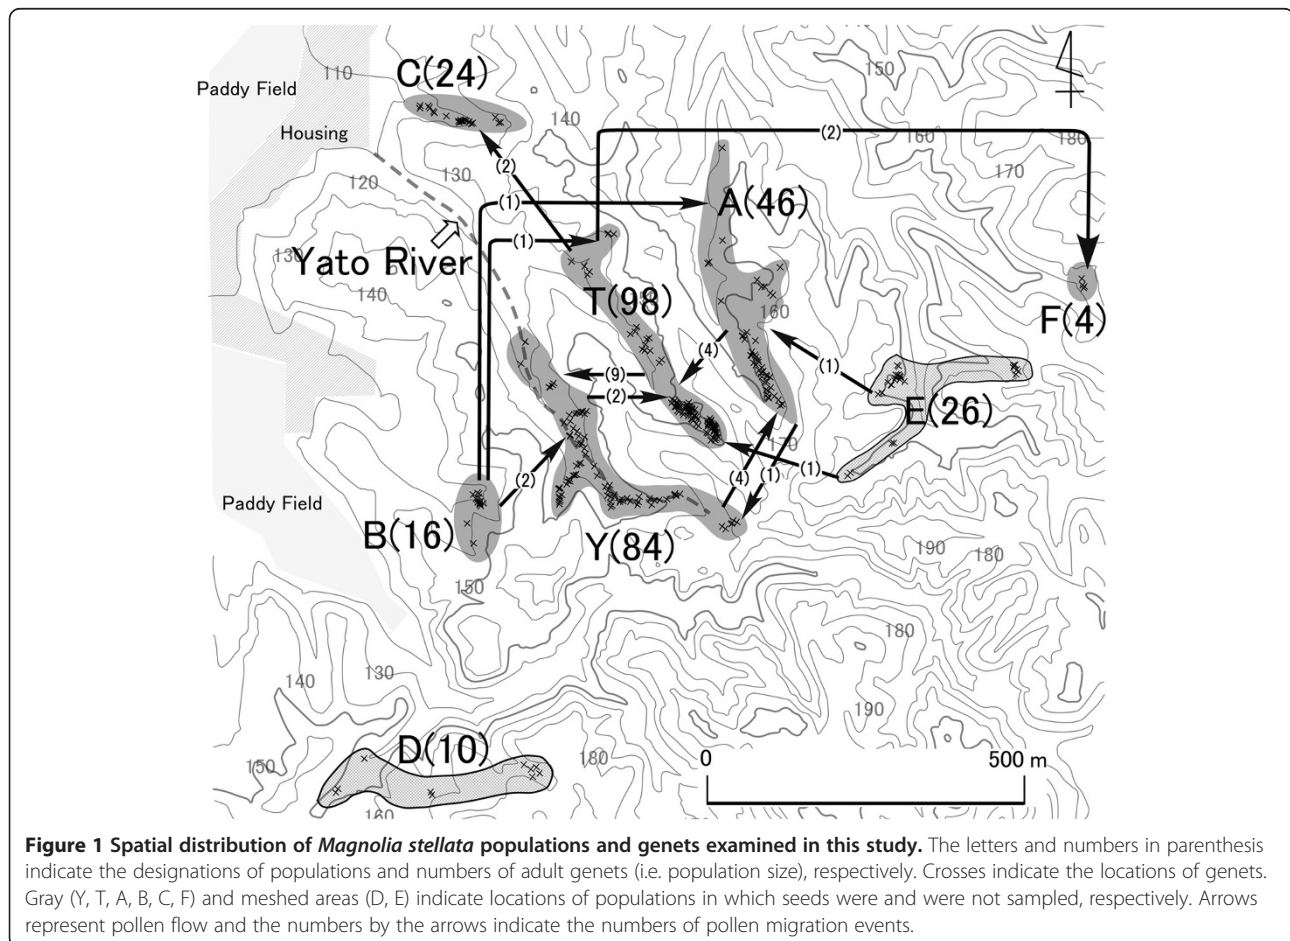 110
C(24)
150
Paddy Field
140
Housing
160
(2)
180
(2)
130
170
120
(1)
A(46)
(1)
Yato River
130
140
T(98)
160
F(4)
(4)
(1)
(9)
(2)
E(26)
170
(4)
(1)
(2)
Paddy Field
B(16)
Y(84)
190
180
150
180
130
140
190
D(10)
150
180
0
500 m
160
Figure 1 Spatial distribution of Magnolia stellata populations and genets examined in this study. The letters and numbers in parenthesis
indicate the designations of populations and numbers of adult genets (i.e. population size), respectively. Crosses indicate the locations of genets.
Gray (Y, T, A, B, C, F) and meshed areas (D, E) indicate locations of populations in which seeds were and were not sampled, respectively. Arrows
represent pollen flow and the numbers by the arrows indicate the numbers of pollen migration events.